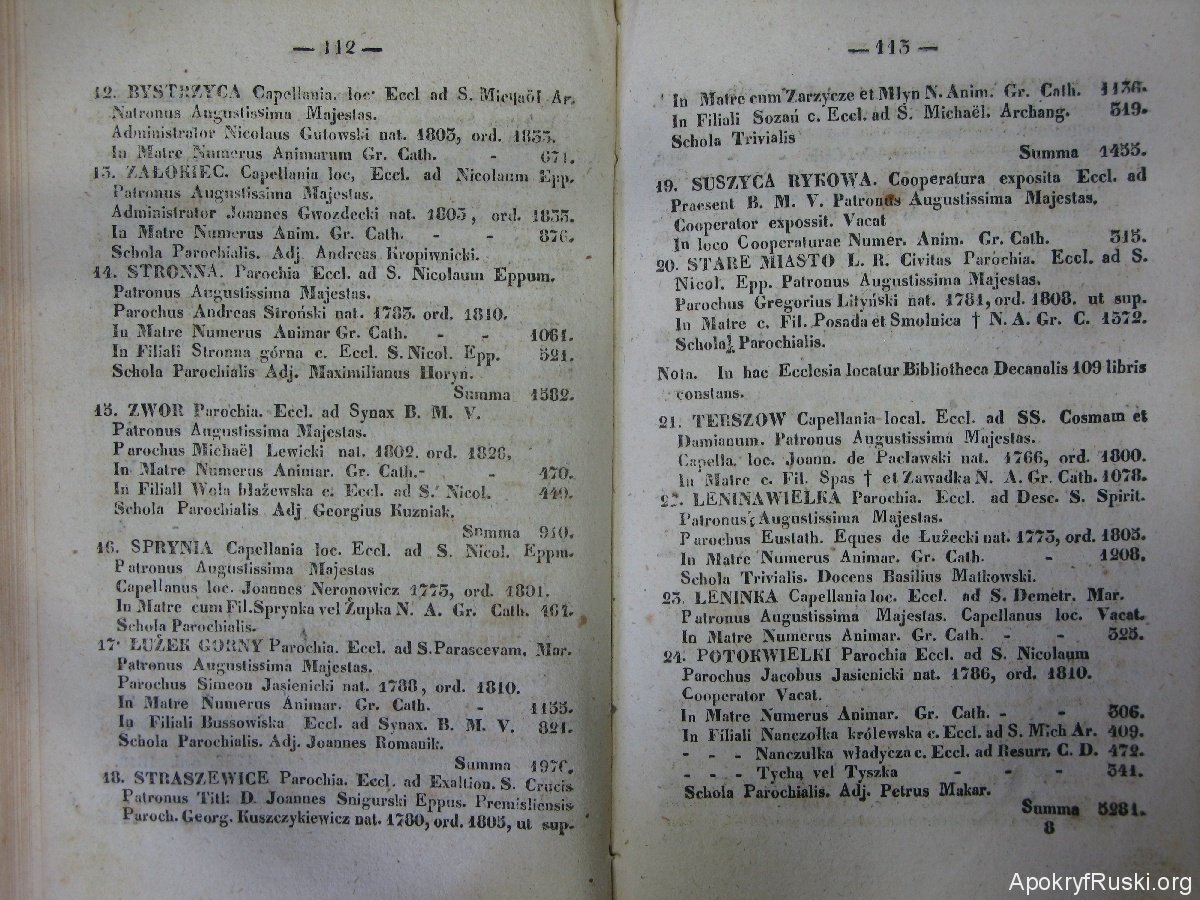 — 112 —
12. BYSTRZYCA Capellania. loc· Eccl ad S. Micyaöl Ar.
Natronus Augustissima Majestas.
Administrator Nicolaus Gutowski nat. 1803, ord. 1833.
In Matre Numerus Animarum Gr. Cath. - 671.
13. ZAŁOKIEC. Capellania loc, Eccl. ad Nicolaum Epp.
Patronus Augustissima Majestas.
Administrator Joannes Gwozdecki nat. 1803, ord. 1833.
In Matre Numerus Anim. Gr. Cath. - - 876.
Schola Parochialis. Adj. Andreas Kropiwnicki.
14. STRONNA. Parochia Eccl. ad S. Nicolaum Eppum.
Patronus Augustissima Majestas.
Parochus Andreas Stroński nat. 1783. ord. 1810.
In Matre Numerus Animar Gr. Cath. - - 1061.
In Filiali Stronna górna c. Eccl. S. Nicol. Epp. 521.
Schola Parochialis Adj. Maximilianus Horyń.
Summa 1582.
15. ZWOR Parochia. Eccl. ad Synax B. M. V.
Patronus Augustissima Majestas.
Parochus Michaël Lewicki nat. 1802. ord. 1826,
In Matre Numerus Animar. Gr. Cath.- - 470.
In Filiall Wola błażewska c. Eccl. ad S. Nicol. 440.
Schola Parochialis Adj Georgius Kuzniak.
Summa 910.
16. SPRYNIA Capellania loc. Eccl. ad S. Nicol. Eppm.
Patronus Augustissima Majestas
Capellanus loc. Joannes Neronowicz 1773, ord. 1801.
In Matre cum Fil. Sprynka vel Żupka N. A. Gr. Cath. 461.
Schola Parochialis.
17· ŁUŻEK GORNY Parochia. Eccl. ad S. Parascevam, Mar.
Patronus Augustissima Majestas.
Parochus Simeon Jasienicki nat. 1788, ord. 1810.
In Matre Numerus Animar. Gr. Cath. - 1155.
In Filiali Bussowiska Eccl. ad Synax. B. M. V. 821.
Schola Parochialis. Adj. Joannes Romanik.
Summa 1976.
18. STRASZEWICE Parochia. Eccl. ad Exaltion. S. Crucis
Patronus Titl: D. Joannes Snigurski Eppus. Premisliensis
Paroch. Georg. Kuszczykiewicz nat. 1780, ord. 1805, ut sup.
— 113 —
In Matre cum Zarzycze et Młyn N. Anim. Gr. Cath. 1136.
In Filiali Sozań c. Eccl. ad S. Michaël. Archang. 319.
Schola Trivialis
Summa 1455.
19. SUSZYCA RYKOWA. Cooperatura exposita Eccl. ad
Praesent B. M. V. Patronus Augustissima Majestas.
Cooperator expossit. Vacat
In loco Cooperaturae Numer. Anim. Gr. Cath. 315.
20. STARE MIASTO L. R. Civitas Parochia. Eccl. ad S.
Nicol. Epp. Patronus Augustissima Majestas,
Parochus Gregorius Lityński nat. 1781, ord. 1808. ut sup.
In Matre c. Fil. Posada et Smolnica † N. A. Gr. C. 1572.
Schola Parochialis.
Nota. In hac Ecclesia locatur Bibliotheca Decanalis 109 libris
constans.
21. TERSZOW Capellania local. Eccl. ad SS. Cosmam et
Damianum. Patronus Augustissima Majestas.
Capella. loc. Joann. de Pacławski nat. 1766, ord. 1800.
In Matre c. Fil. Spas † et Zawadka N. A. Gr. Cath. 1078.
22. LENINAWIELKA Parochia. Eccl. ad Desc. S. Spirit.
Patronus Augustissima Majestas.
Parochus Eustath. Eques de Łużecki nat. 1773, ord. 1805.
In Matre Numerus Animar. Gr. Cath. - 1208.
Schola Trivialis. Docens Basilius Matkowski.
23. LENINKA Capellania loc. Eccl. ad S. Demetr. Mar.
Patronus Augustissima Majestas. Capellanus loc. Vacat.
In Matre Numerus Animar. Gr. Cath. - - 525.
24. POTOKWIELKI Parochia Eccl. ad S. Nicolaum
Parochus Jacobus Jasienicki nat. 1786, ord. 1810.
Cooperator Vacat.
In Matre Numerus Animar. Gr. Cath. - - 306.
In Filiali Nanczołka królewska c. Eccl. ad S. Mich Ar. 409.
- - - Nanczulka władycza c. Eccl. ad Resurr. C. D. 472.
- - - Tycha vel Tyszka - - - 341.
Schola Parochialis. Adj. Petrus Makar.
Summa 5281.
8
ApokryfRuski.org